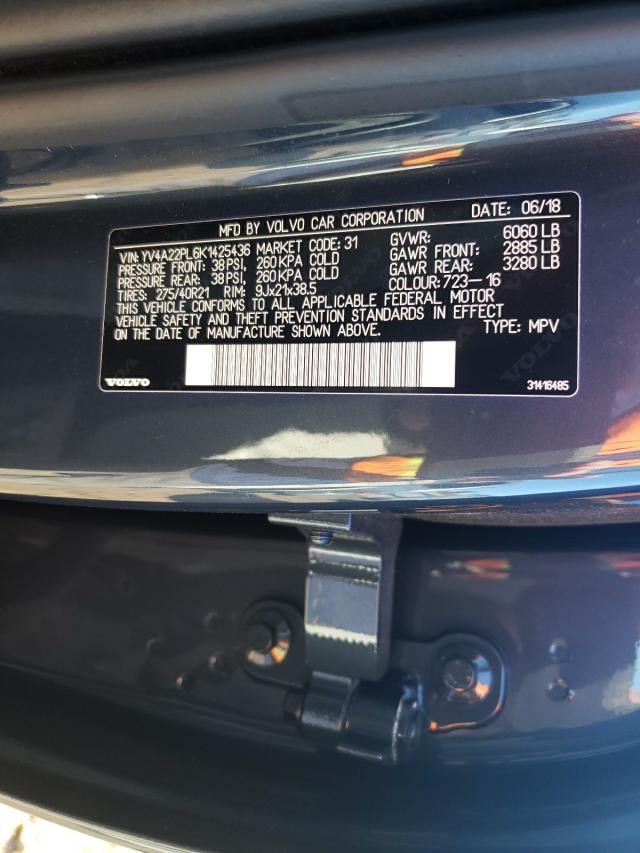 MFD BY VOLVO CAR CORPORATION DATE: 06/18
VIN: YV4A22PL6K1425436 MARKET CODE: 31 GVWR: 6060 LB
PRESSURE FRONT: 38 PSI, 260 KPA COLD GAWR FRONT: 2885 LB
PRESSURE REAR: 38 PSI, 260 KPA COLD GAWR REAR: 3280 LB
TIRES: 275/40R21 RIM: 9Jx21x38.5 COLOUR: 723-16
THIS VEHICLE CONFORMS TO ALL APPLICABLE FEDERAL MOTOR
VEHICLE SAFETY AND THEFT PREVENTION STANDARDS IN EFFECT
ON THE DATE OF MANUFACTURE SHOWN ABOVE. TYPE: MPV
VOLVO 31416485